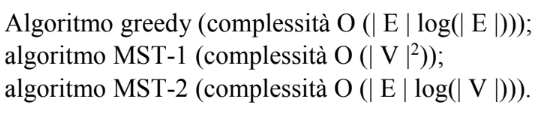 Algoritmo greedy (complessità O (| E | log(| E |)));
algoritmo MST-1 (complessità O (| V |²));
algoritmo MST-2 (complessità O (| E | log(| V |))).